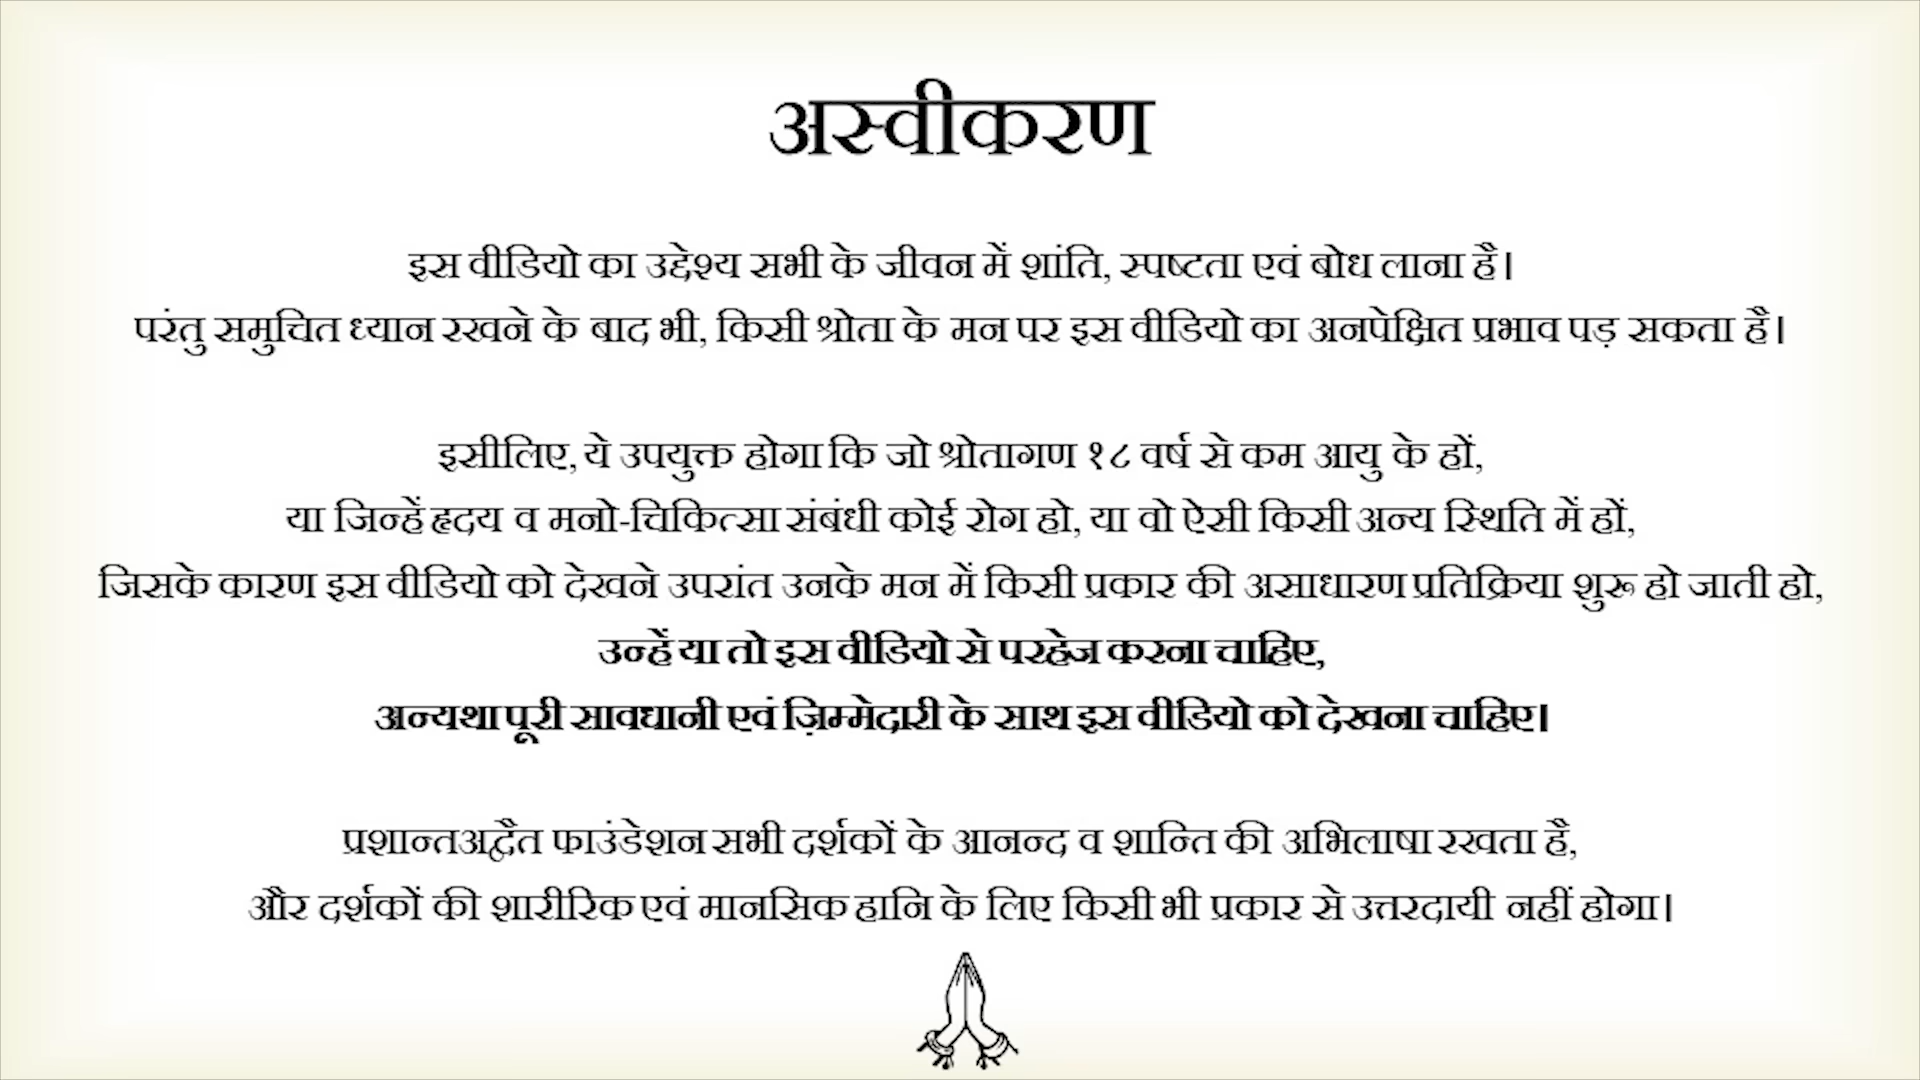 अस्वीकरण
इस वीडियो का उद्देश्य सभी के जीवन में शांति, स्पष्टता एवं बोध लाना है।
परंतु समुचित ध्यान रखने के बाद भी, किसी श्रोता के मन पर इस वीडियो का अनपेक्षित प्रभाव पड़ सकता है।
इसीलिए, ये उपयुक्त होगा कि जो श्रोतागण १८ वर्ष से कम आयु के हों,
या जिन्हें हृदय व मनो-चिकित्सा संबंधी कोई रोग हो, या वो ऐसी किसी अन्य स्थिति में हों,
जिसके कारण इस वीडियो को देखने उपरांत उनके मन में किसी प्रकार की असाधारण प्रतिक्रिया शुरू हो जाती हो,
उन्हें या तो इस वीडियो से परहेज करना चाहिए,
अन्यथा पूरी सावधानी एवं ज़िम्मेदारी के साथ इस वीडियो को देखना चाहिए।
प्रशान्तअद्वैत फाउंडेशन सभी दर्शकों के आनन्द व शान्ति की अभिलाषा रखता है,
और दर्शकों की शारीरिक एवं मानसिक हानि के लिए किसी भी प्रकार से उत्तरदायी नहीं होगा।